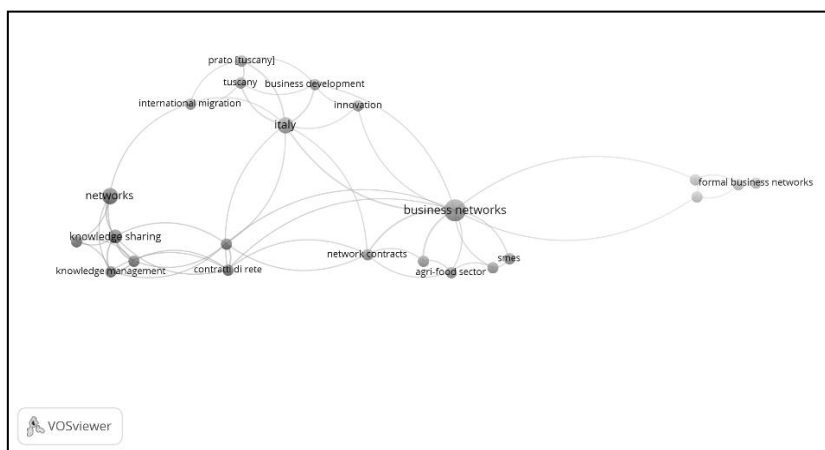 prato [tuscany]
tuscany
business development
international migration
innovation
italy
networks
formal business networks
business networks
knowledge sharing
network contracts
smes
knowledge management
contratti di rete
agri-food sector
VOSviewer